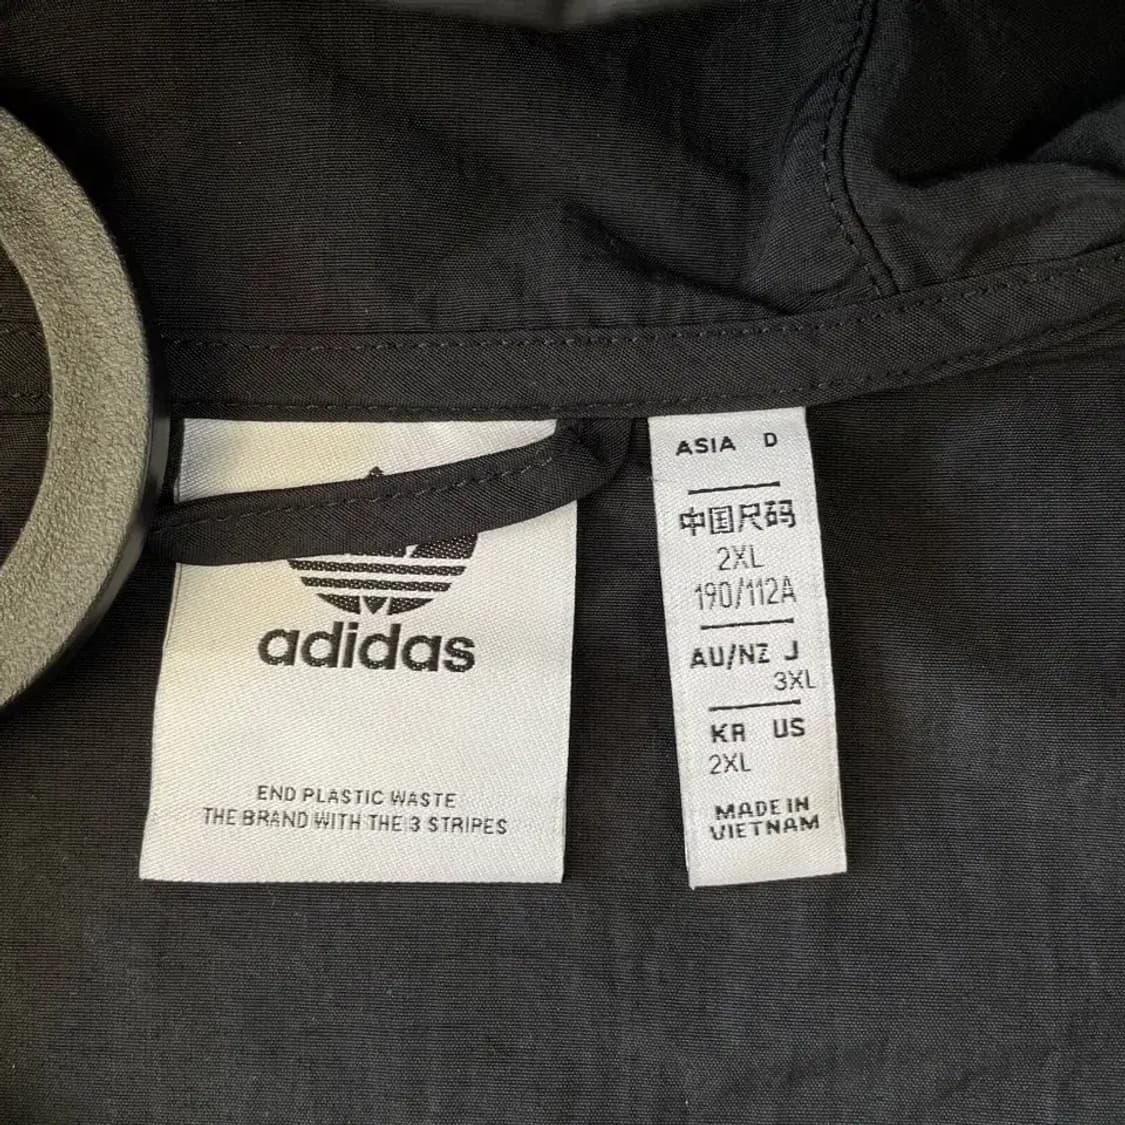 adidas
END PLASTIC WASTE
THE BRAND WITH THE 3 STRIPES
ASIA D
中国尺码
2XL
190/112A
AU/NZ J
3XL
KR US
2XL
MADE IN
VIETNAM